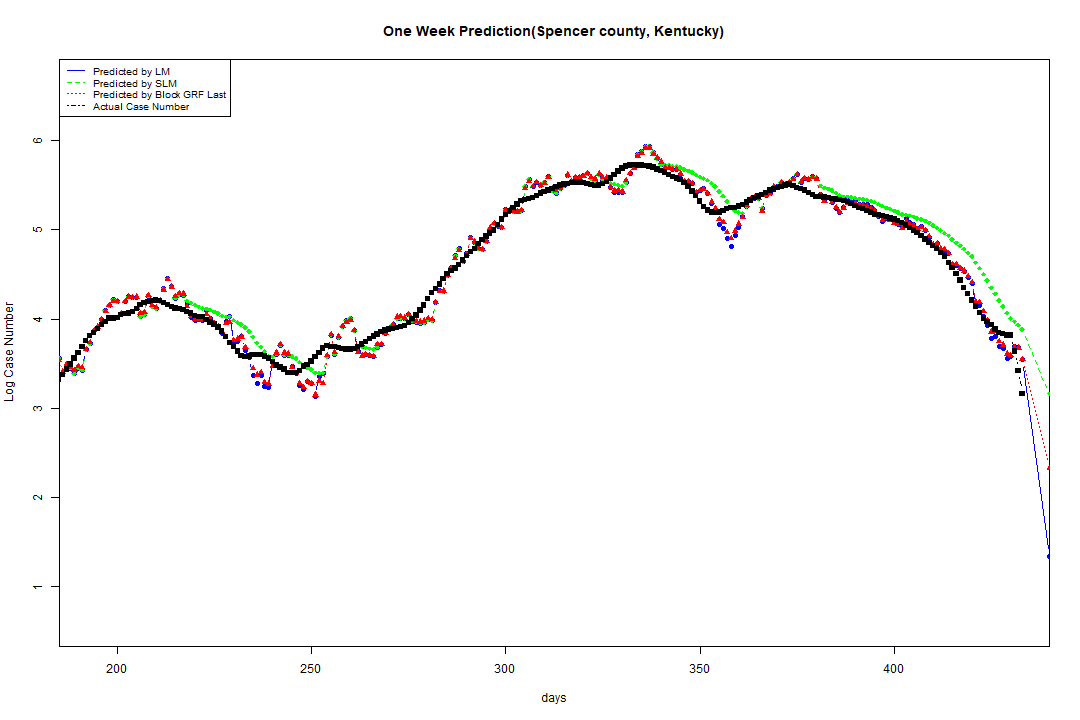 One Week Prediction(Spencer county, Kentucky)
Predicted by LM
Predicted by SLM
Predicted by Block GRF Last
Actual Case Number
6
5
4
3
2
1
Log Case Number
200 250 300 350 400
days